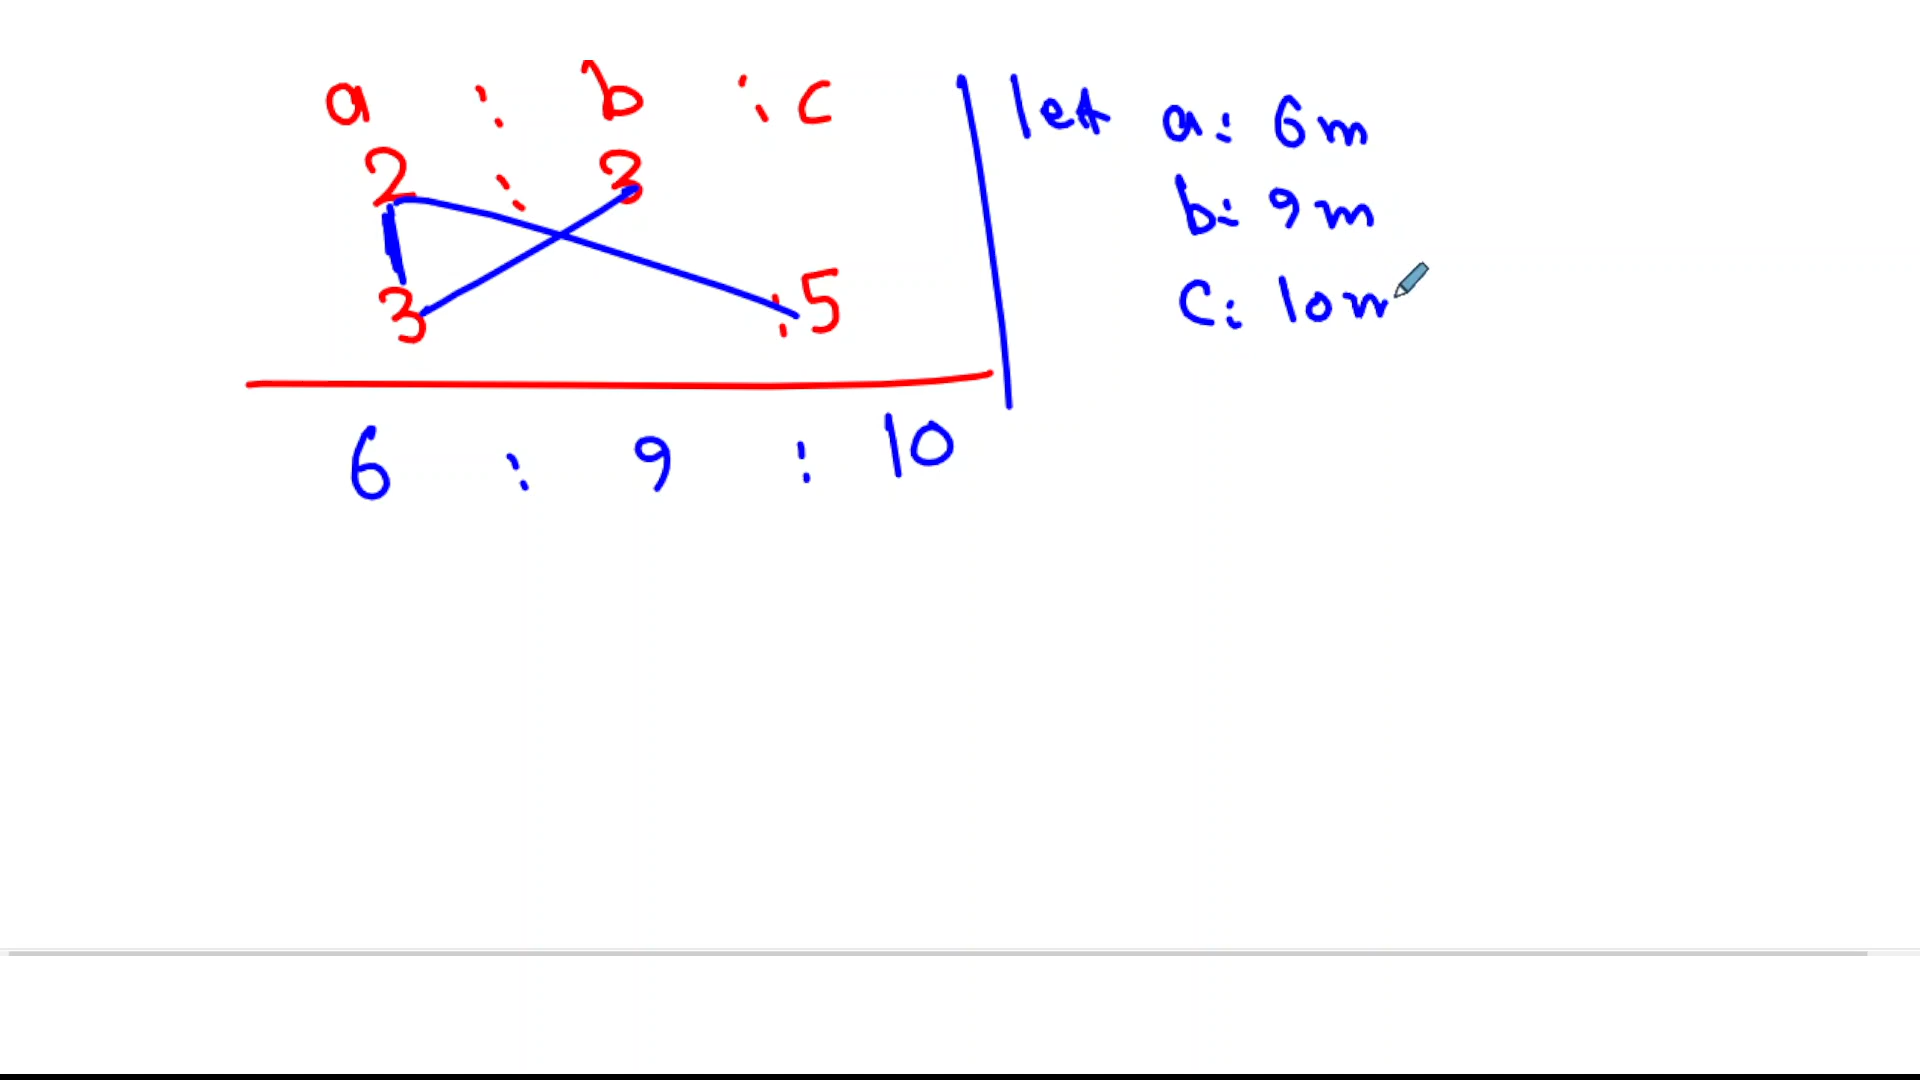 a : b : c
2 : 3
3 : 5
6 : 9 : 10
let a = 6m
b = 9m
c = 10m